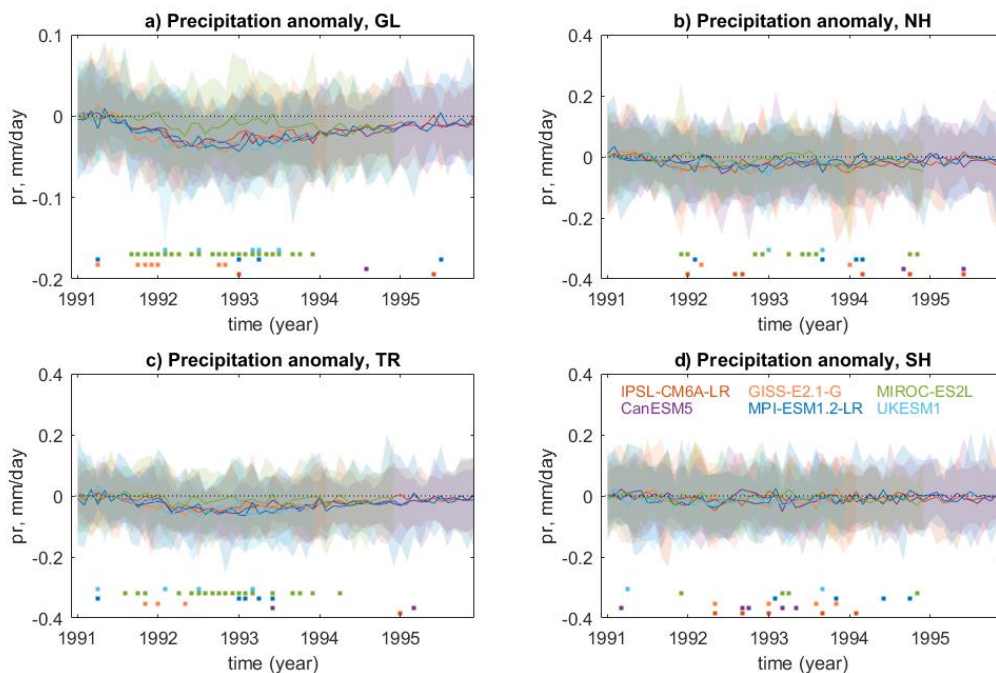 a) Precipitation anomaly, GL
0.1
0
-0.1
-0.2
pr, mm/day
1991 1992 1993 1994 1995
time (year)
b) Precipitation anomaly, NH
0.4
0.2
0
-0.2
-0.4
pr, mm/day
1991 1992 1993 1994 1995
time (year)
c) Precipitation anomaly, TR
0.4
0.2
0
-0.2
-0.4
pr, mm/day
1991 1992 1993 1994 1995
time (year)
d) Precipitation anomaly, SH
IPSL-CM6A-LR GISS-E2.1-G MIROC-ES2L
CanESM5 MPI-ESM1.2-LR UKESM1
0.4
0.2
0
-0.2
-0.4
pr, mm/day
1991 1992 1993 1994 1995
time (year)